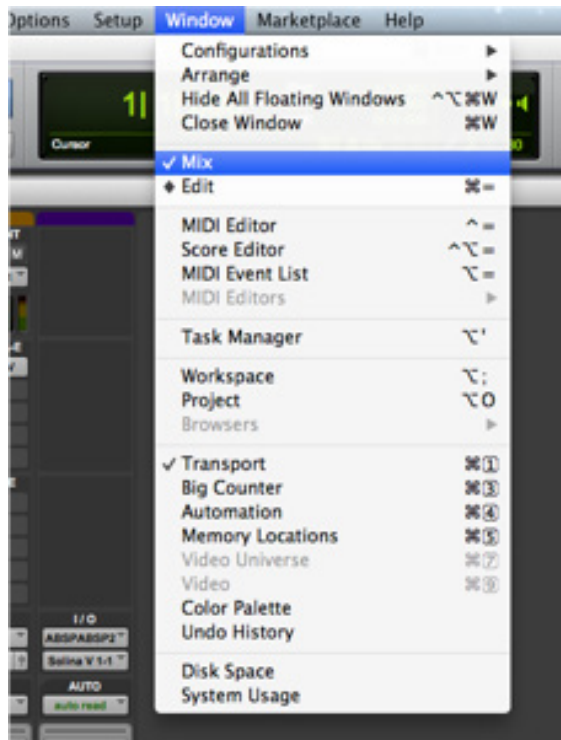 Options Setup Window Marketplace Help
Configurations
Arrange
Hide All Floating Windows ^⌥⌘W
Close Window ⌘W
1|
Cursor
✓ Mix
♦ Edit ⌘=
MIDI Editor ^=
Score Editor ^⌥=
MIDI Event List ⌥=
MIDI Editors
Task Manager ⌥'
Workspace ⌥;
Project ⌥O
Browsers
✓ Transport ⌘1
Big Counter ⌘3
Automation ⌘4
Memory Locations ⌘5
Video Universe ⌘7
Video ⌘9
Color Palette
Undo History
Disk Space
System Usage
I/O
ABSPABSP2
Solina V 1-1
AUTO
auto read